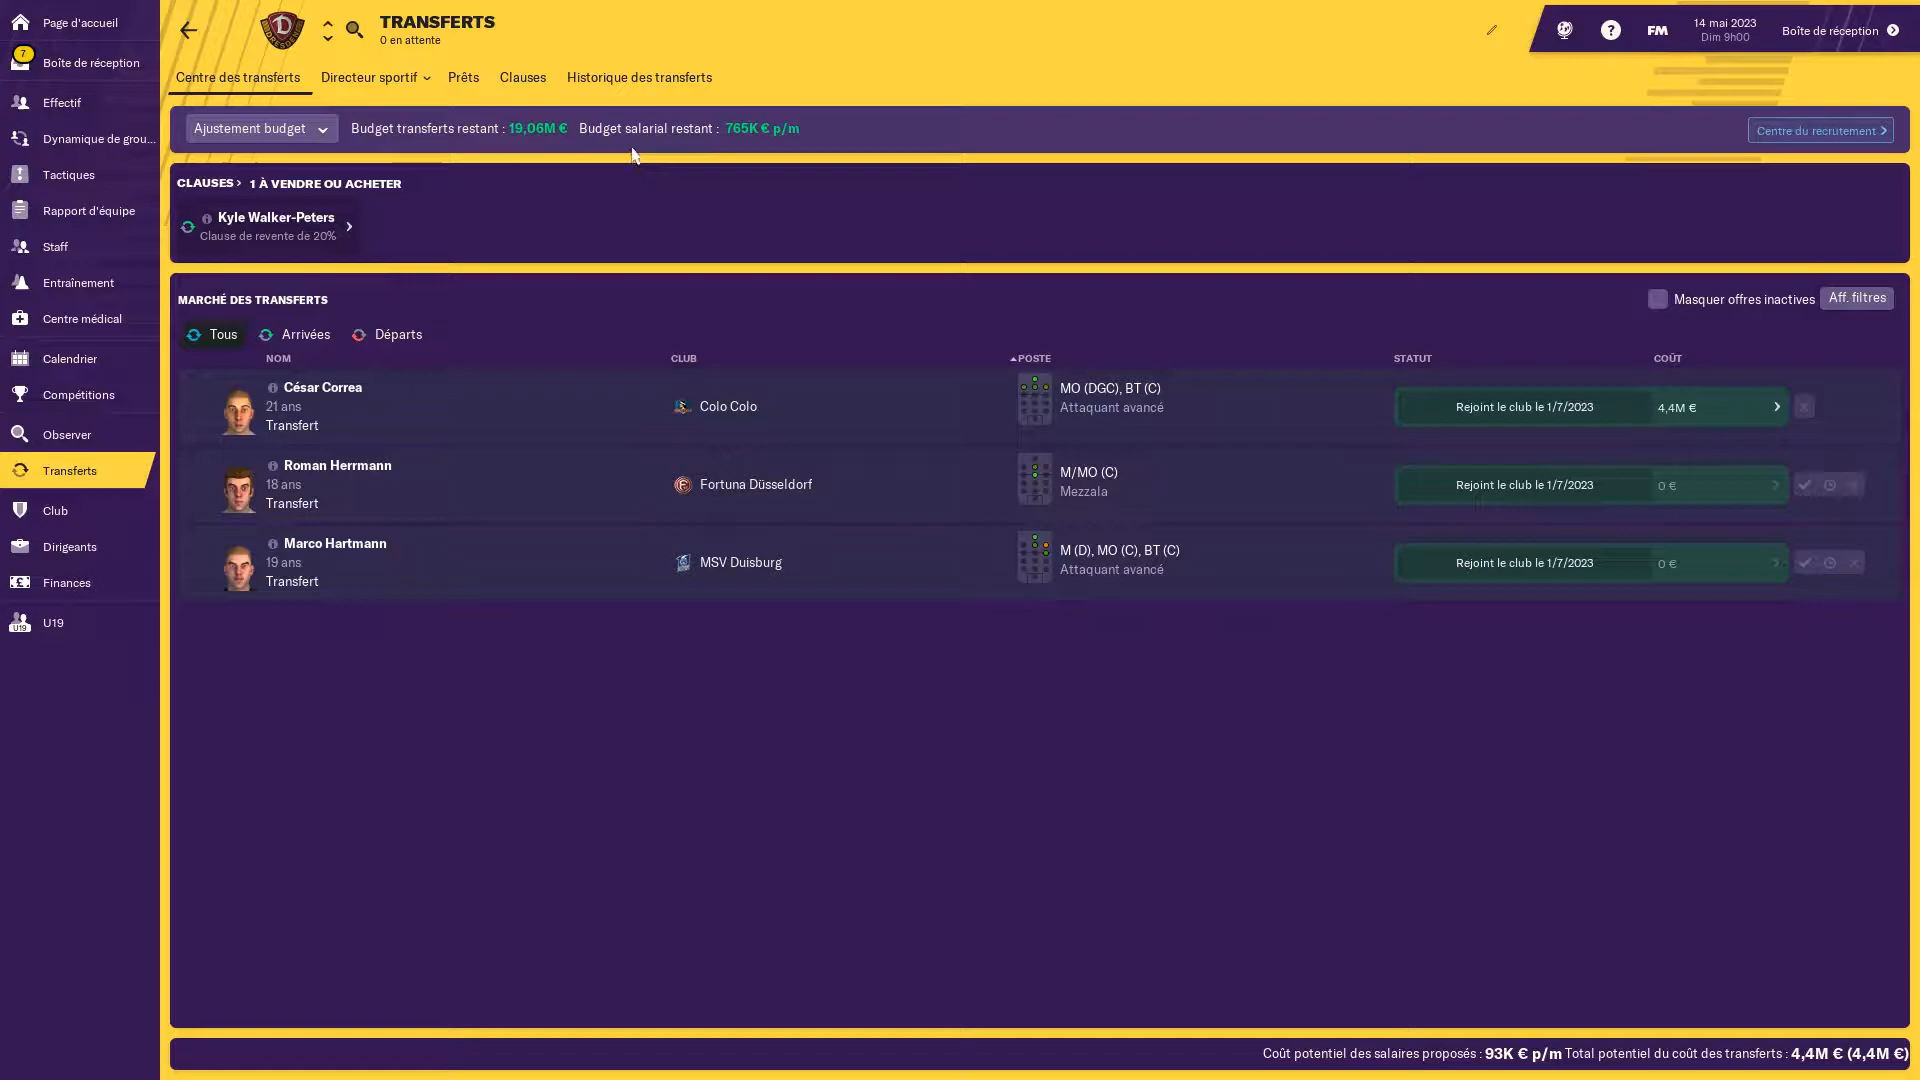 Page d'accueil
7
Boîte de réception
Effectif
Dynamique de grou...
Tactiques
Rapport d'équipe
Staff
Entraînement
Centre médical
Calendrier
Compétitions
Observer
Transferts
Club
Dirigeants
Finances
U19
U19
TRANSFERTS
0 en attente
?
FM
14 mai 2023
Dim 9h00
Boîte de réception
Centre des transferts
Directeur sportif
Prêts
Clauses
Historique des transferts
Ajustement budget
Budget transferts restant : 19,06M € Budget salarial restant : 765K € p/m
Centre du recrutement
CLAUSES > 1 À VENDRE OU ACHETER
Kyle Walker-Peters
Clause de revente de 20%
MARCHÉ DES TRANSFERTS
Masquer offres inactives
Aff. filtres
Tous
Arrivées
Départs
NOM CLUB POSTE STATUT COÛT
César Correa
21 ans
Transfert
Colo Colo
MO (DGC), BT (C)
Attaquant avancé
Rejoint le club le 1/7/2023
4,4M €
Roman Herrmann
18 ans
Transfert
Fortuna Düsseldorf
M/MO (C)
Mezzala
Rejoint le club le 1/7/2023
0 €
Marco Hartmann
19 ans
Transfert
MSV Duisburg
M (D), MO (C), BT (C)
Attaquant avancé
Rejoint le club le 1/7/2023
0 €
Coût potentiel des salaires proposés : 93K € p/m Total potentiel du coût des transferts : 4,4M € (4,4M €)